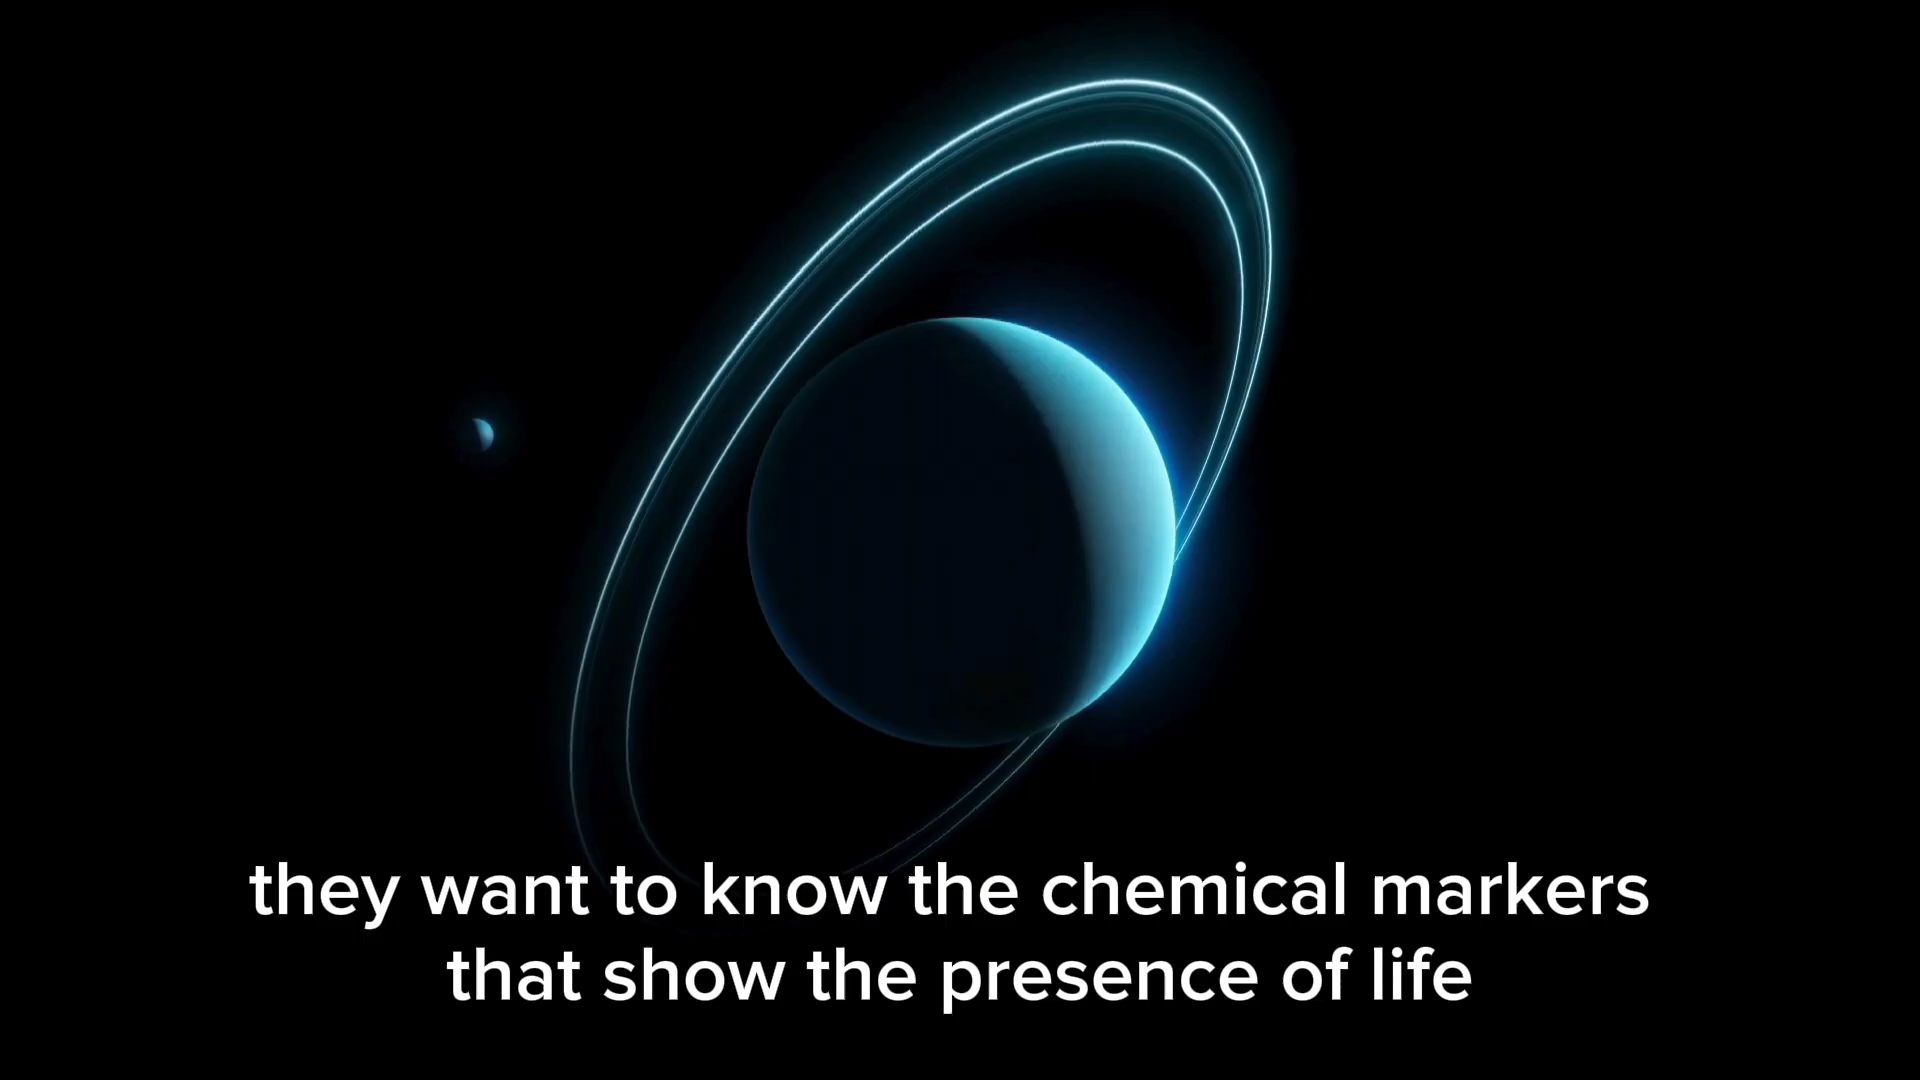 they want to know the chemical markers
that show the presence of life